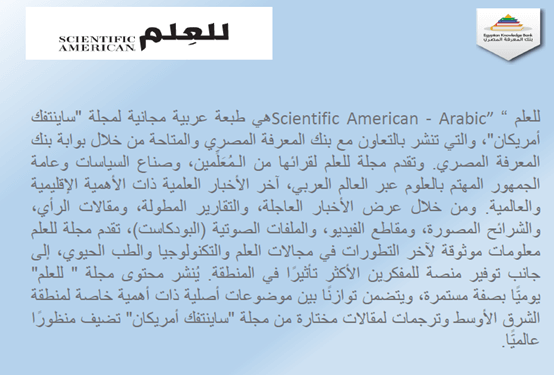 SCIENTIFIC AMERICAN للعِلم
Egyptian Knowledge Bank
بنك المعرفة المصري
للعلم “ Scientific American - Arabic”هي طبعة عربية مجانية لمجلة "ساينتفك
أمريكان"، والتي تنشر بالتعاون مع بنك المعرفة المصري والمتاحة من خلال بوابة بنك
المعرفة المصري. وتقدم مجلة للعلم لقرائها من المُعلّمين، وصناع السياسات وعامة
الجمهور المهتم بالعلوم عبر العالم العربي، آخر الأخبار العلمية ذات الأهمية الإقليمية
والعالمية. ومن خلال عرض الأخبار العاجلة، والتقارير المطولة، ومقالات الرأي،
والشرائح المصورة، ومقاطع الفيديو، والملفات الصوتية (البودكاست)، تقدم مجلة للعلم
معلومات موثوقة لآخر التطورات في مجالات العلم والتكنولوجيا والطب الحيوي، إلى
جانب توفير منصة للمفكرين الأكثر تأثيرًا في المنطقة. يُنشر محتوى مجلة " للعلم"
يوميًا بصفة مستمرة، ويتضمن توازنًا بين موضوعات أصلية ذات أهمية خاصة لمنطقة
الشرق الأوسط وترجمات لمقالات مختارة من مجلة "ساينتفك أمريكان" تضيف منظورًا
عالميًّا.